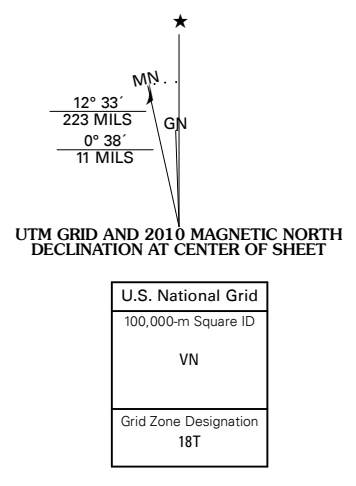 ★
MN
12° 33´
223 MILS
GN
0° 38´
11 MILS
UTM GRID AND 2010 MAGNETIC NORTH
DECLINATION AT CENTER OF SHEET
U.S. National Grid
100,000-m Square ID
VN
Grid Zone Designation
18T